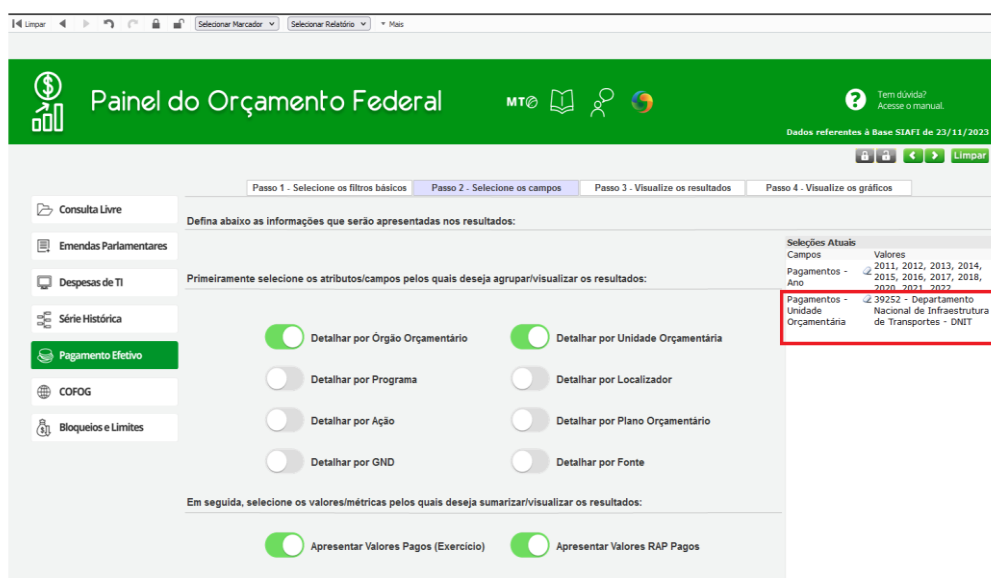 Limpar Selecionar Marcador Selecionar Relatório Mais
Painel do Orçamento Federal
MTO
Tem dúvida?
Acesse o manual.
Dados referentes à Base SIAFI de 23/11/2023
Limpar
Passo 1 - Selecione os filtros básicos Passo 2 - Selecione os campos Passo 3 - Visualize os resultados Passo 4 - Visualize os gráficos
Consulta Livre
Emendas Parlamentares
Despesas de TI
Série Histórica
Pagamento Efetivo
COFOG
Bloqueios e Limites
Defina abaixo as informações que serão apresentadas nos resultados:
Primeiramente selecione os atributos/campos pelos quais deseja agrupar/visualizar os resultados:
Detalhar por Órgão Orçamentário Detalhar por Unidade Orçamentária
Detalhar por Programa Detalhar por Localizador
Detalhar por Ação Detalhar por Plano Orçamentário
Detalhar por GND Detalhar por Fonte
Em seguida, selecione os valores/métricas pelos quais deseja sumarizar/visualizar os resultados:
Apresentar Valores Pagos (Exercício) Apresentar Valores RAP Pagos
Seleções Atuais
Campos Valores
Pagamentos - Ano
2011, 2012, 2013, 2014,
2015, 2016, 2017, 2018,
2020, 2021, 2022
Pagamentos - 39252 - Departamento
Unidade Nacional de Infraestrutura
Orçamentária de Transportes - DNIT